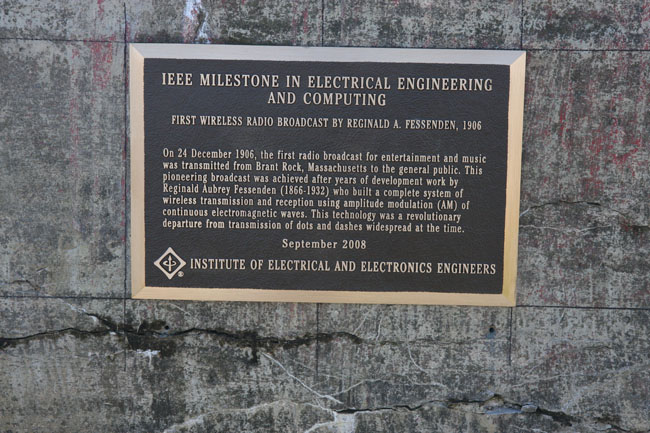 IEEE MILESTONE IN ELECTRICAL ENGINEERING
AND COMPUTING
FIRST WIRELESS RADIO BROADCAST BY REGINALD A. FESSENDEN, 1906
On 24 December 1906, the first radio broadcast for entertainment and music
was transmitted from Brant Rock, Massachusetts to the general public. This
pioneering broadcast was achieved after years of development work by
Reginald Aubrey Fessenden (1866-1932) who built a complete system of
wireless transmission and reception using amplitude modulation (AM) of
continuous electromagnetic waves. This technology was a revolutionary
departure from transmission of dots and dashes widespread at the time.
September 2008
® INSTITUTE OF ELECTRICAL AND ELECTRONICS ENGINEERS